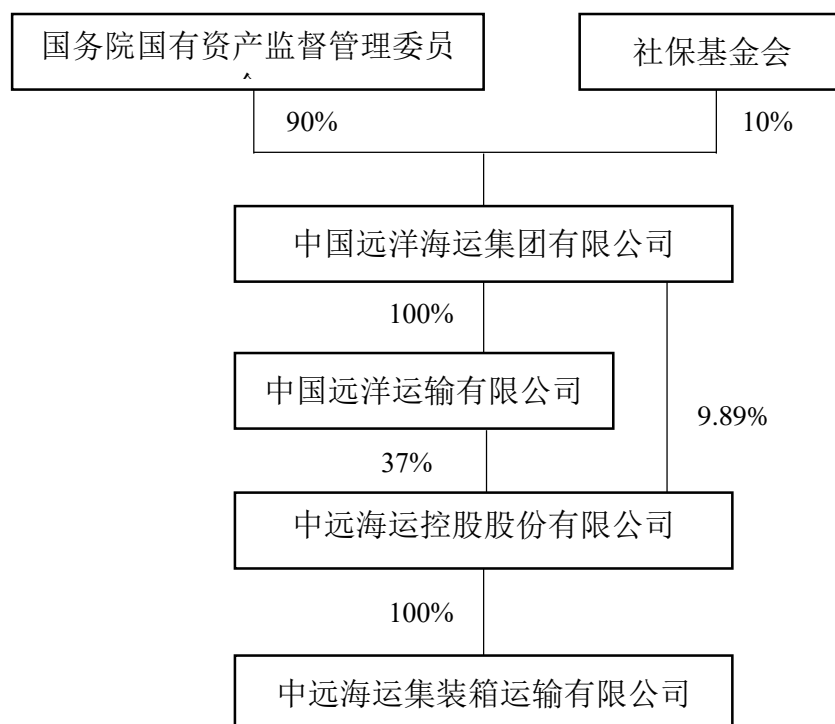 国务院国有资产监督管理委员
社保基金会
90%
10%
中国远洋海运集团有限公司
100%
中国远洋运输有限公司
9.89%
37%
中远海运控股股份有限公司
100%
中远海运集装箱运输有限公司